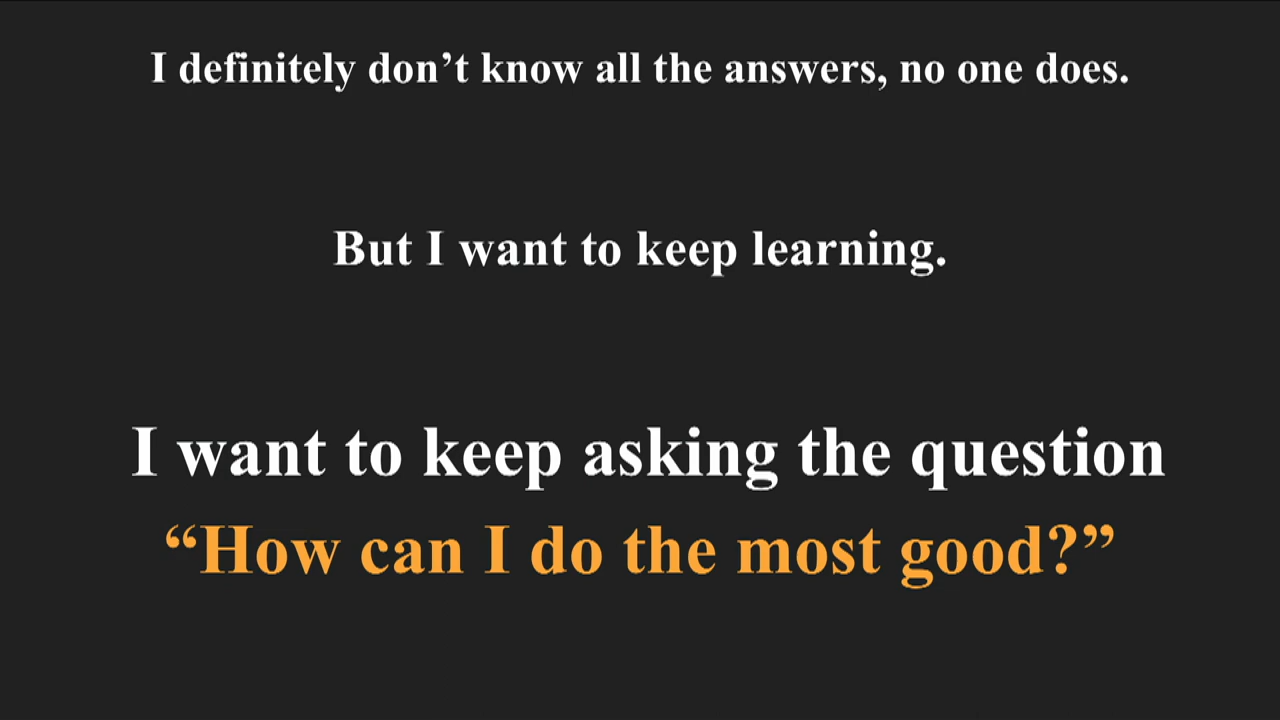 I definitely don’t know all the answers, no one does.
But I want to keep learning.
I want to keep asking the question
“How can I do the most good?”